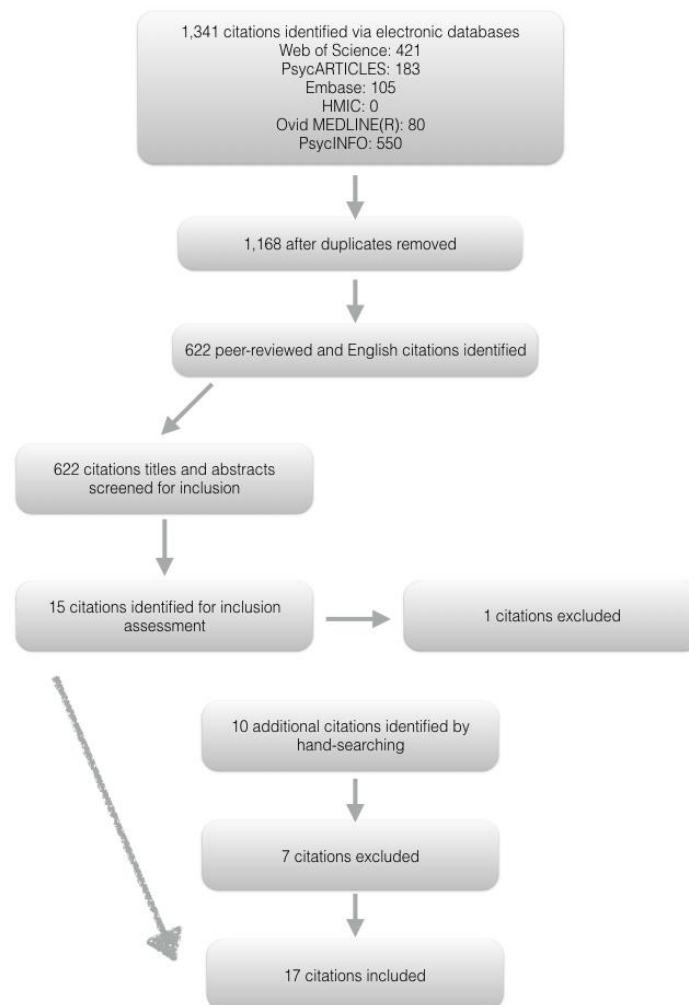 1,341 citations identified via electronic databases
Web of Science: 421
PsycARTICLES: 183
Embase: 105
HMIC: 0
Ovid MEDLINE(R): 80
PsycINFO: 550
1,168 after duplicates removed
622 peer-reviewed and English citations identified
622 citations titles and abstracts
screened for inclusion
15 citations identified for inclusion
assessment
1 citations excluded
10 additional citations identified by
hand-searching
7 citations excluded
17 citations included